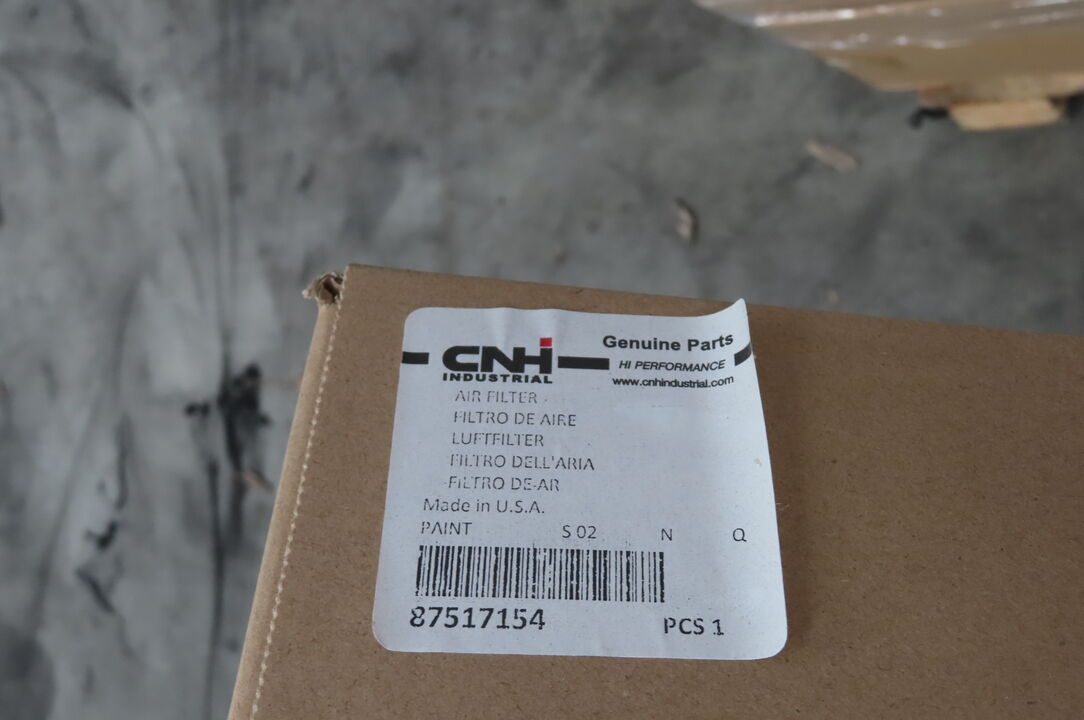 CNH
INDUSTRIAL
Genuine Parts
HI PERFORMANCE
www.cnhindustrial.com
AIR FILTER
FILTRO DE AIRE
LUFTFILTER
FILTRO DELL'ARIA
FILTRO DE AR
Made in U.S.A.
PAINT S 02 N Q
87517154 PCS 1